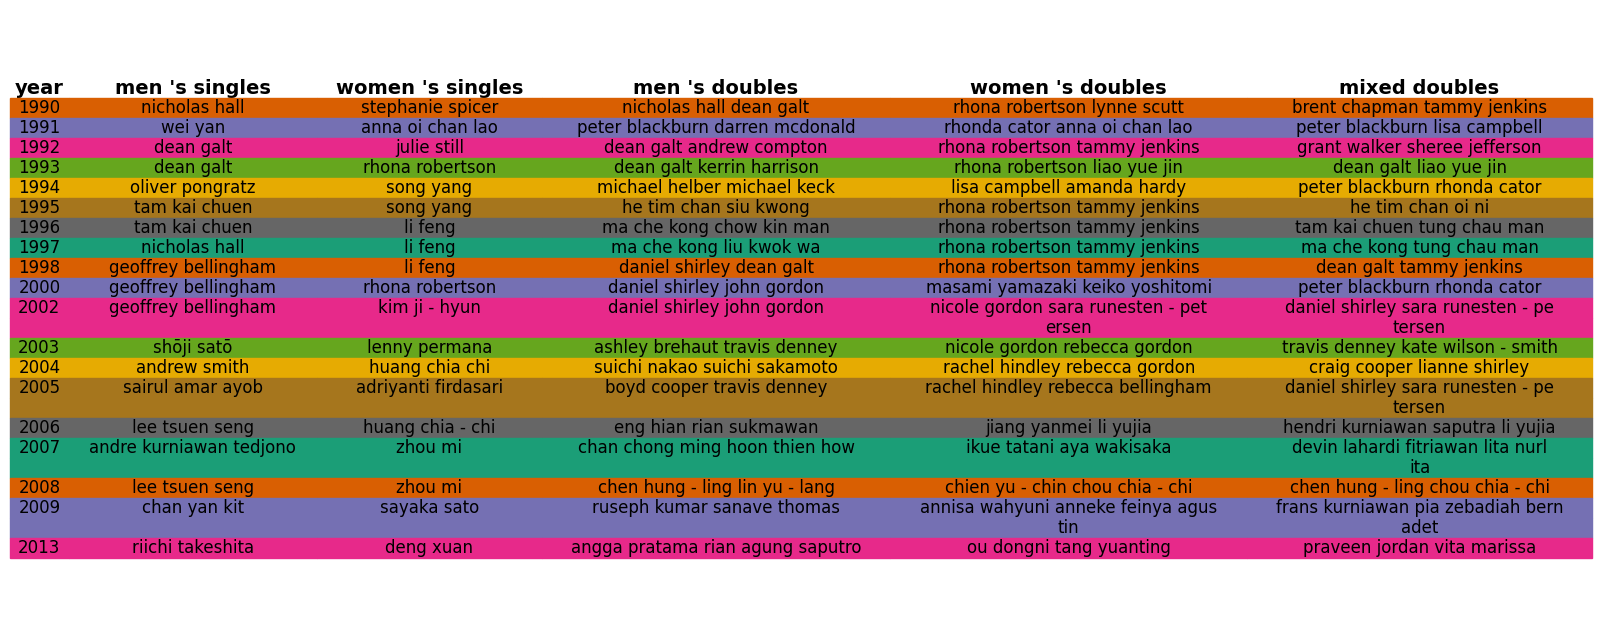 year men 's singles women 's singles men 's doubles women 's doubles mixed doubles
1990 nicholas hall stephanie spicer nicholas hall dean galt rhona robertson lynne scutt brent chapman tammy jenkins
1991 wei yan anna oi chan lao peter blackburn darren mcdonald rhonda cator anna oi chan lao peter blackburn lisa campbell
1992 dean galt julie still dean galt andrew compton rhona robertson tammy jenkins grant walker sheree jefferson
1993 dean galt rhona robertson dean galt kerrin harrison rhona robertson liao yue jin dean galt liao yue jin
1994 oliver pongratz song yang michael helber michael keck lisa campbell amanda hardy peter blackburn rhonda cator
1995 tam kai chuen song yang he tim chan siu kwong rhona robertson tammy jenkins he tim chan oi ni
1996 tam kai chuen li feng ma che kong chow kin man rhona robertson tammy jenkins tam kai chuen tung chau man
1997 nicholas hall li feng ma che kong liu kwok wa rhona robertson tammy jenkins ma che kong tung chau man
1998 geoffrey bellingham li feng daniel shirley dean galt rhona robertson tammy jenkins dean galt tammy jenkins
2000 geoffrey bellingham rhona robertson daniel shirley john gordon masami yamazaki keiko yoshitomi peter blackburn rhonda cator
2002 geoffrey bellingham kim ji - hyun daniel shirley john gordon nicole gordon sara runesten - pet daniel shirley sara runesten - pe
ersen tersen
2003 shōji satō lenny permana ashley brehaut travis denney nicole gordon rebecca gordon travis denney kate wilson - smith
2004 andrew smith huang chia chi suichi nakao suichi sakamoto rachel hindley rebecca gordon craig cooper lianne shirley
2005 sairul amar ayob adriyanti firdasari boyd cooper travis denney rachel hindley rebecca bellingham daniel shirley sara runesten - pe
tersen
2006 lee tsuen seng huang chia - chi eng hian rian sukmawan jiang yanmei li yujia hendri kurniawan saputra li yujia
2007 andre kurniawan tedjono zhou mi chan chong ming hoon thien how ikue tatani aya wakisaka devin lahardi fitriawan lita nurl
ita
2008 lee tsuen seng zhou mi chen hung - ling lin yu - lang chien yu - chin chou chia - chi chen hung - ling chou chia - chi
2009 chan yan kit sayaka sato ruseph kumar sanave thomas annisa wahyuni anneke feinya agus frans kurniawan pia zebadiah bern
tin adet
2013 riichi takeshita deng xuan angga pratama rian agung saputro ou dongni tang yuanting praveen jordan vita marissa